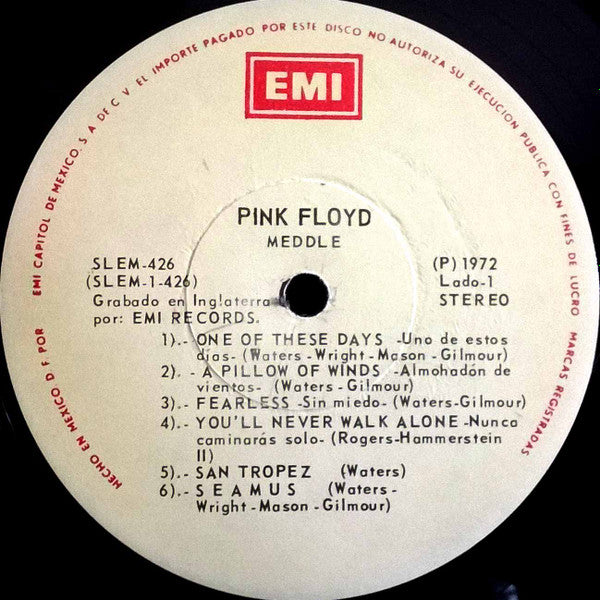 EMI CAPITOL DE MEXICO. S. A. DE C. V. EL IMPORTE PAGADO POR ESTE DISCO NO AUTORIZA SU EJECUCION PUBLICA CON FINES DE LUCRO MARCAS REGISTRADAS
EMI
PINK FLOYD
MEDDLE
SLEM-426
(P) 1972
(SLEM-1-426)
Lado-1
Grabado en Inglaterra
STEREO
por: EMI RECORDS.
1).- ONE OF THESE DAYS -Uno de estos
días- (Waters-Wright-Mason-Gilmour)
2). - A PILLOW OF WINDS -Almohadón de
vientos- (Waters-Gilmour)
3).- FEARLESS -Sin miedo- (Waters-Gilmour)
4).- YOU'LL NEVER WALK ALONE -Nunca
caminarás solo- (Rogers-Hammerstein
II)
5).- SAN TROPEZ (Waters)
6).- SEAMUS (Waters-
Wright-Mason-Gilmour)
HECHO EN MEXICO D F. POR